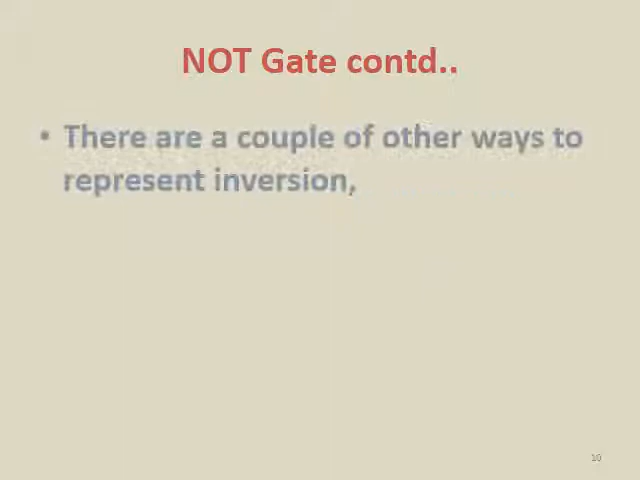 NOT Gate contd..
• There are a couple of other ways to
represent inversion,
10